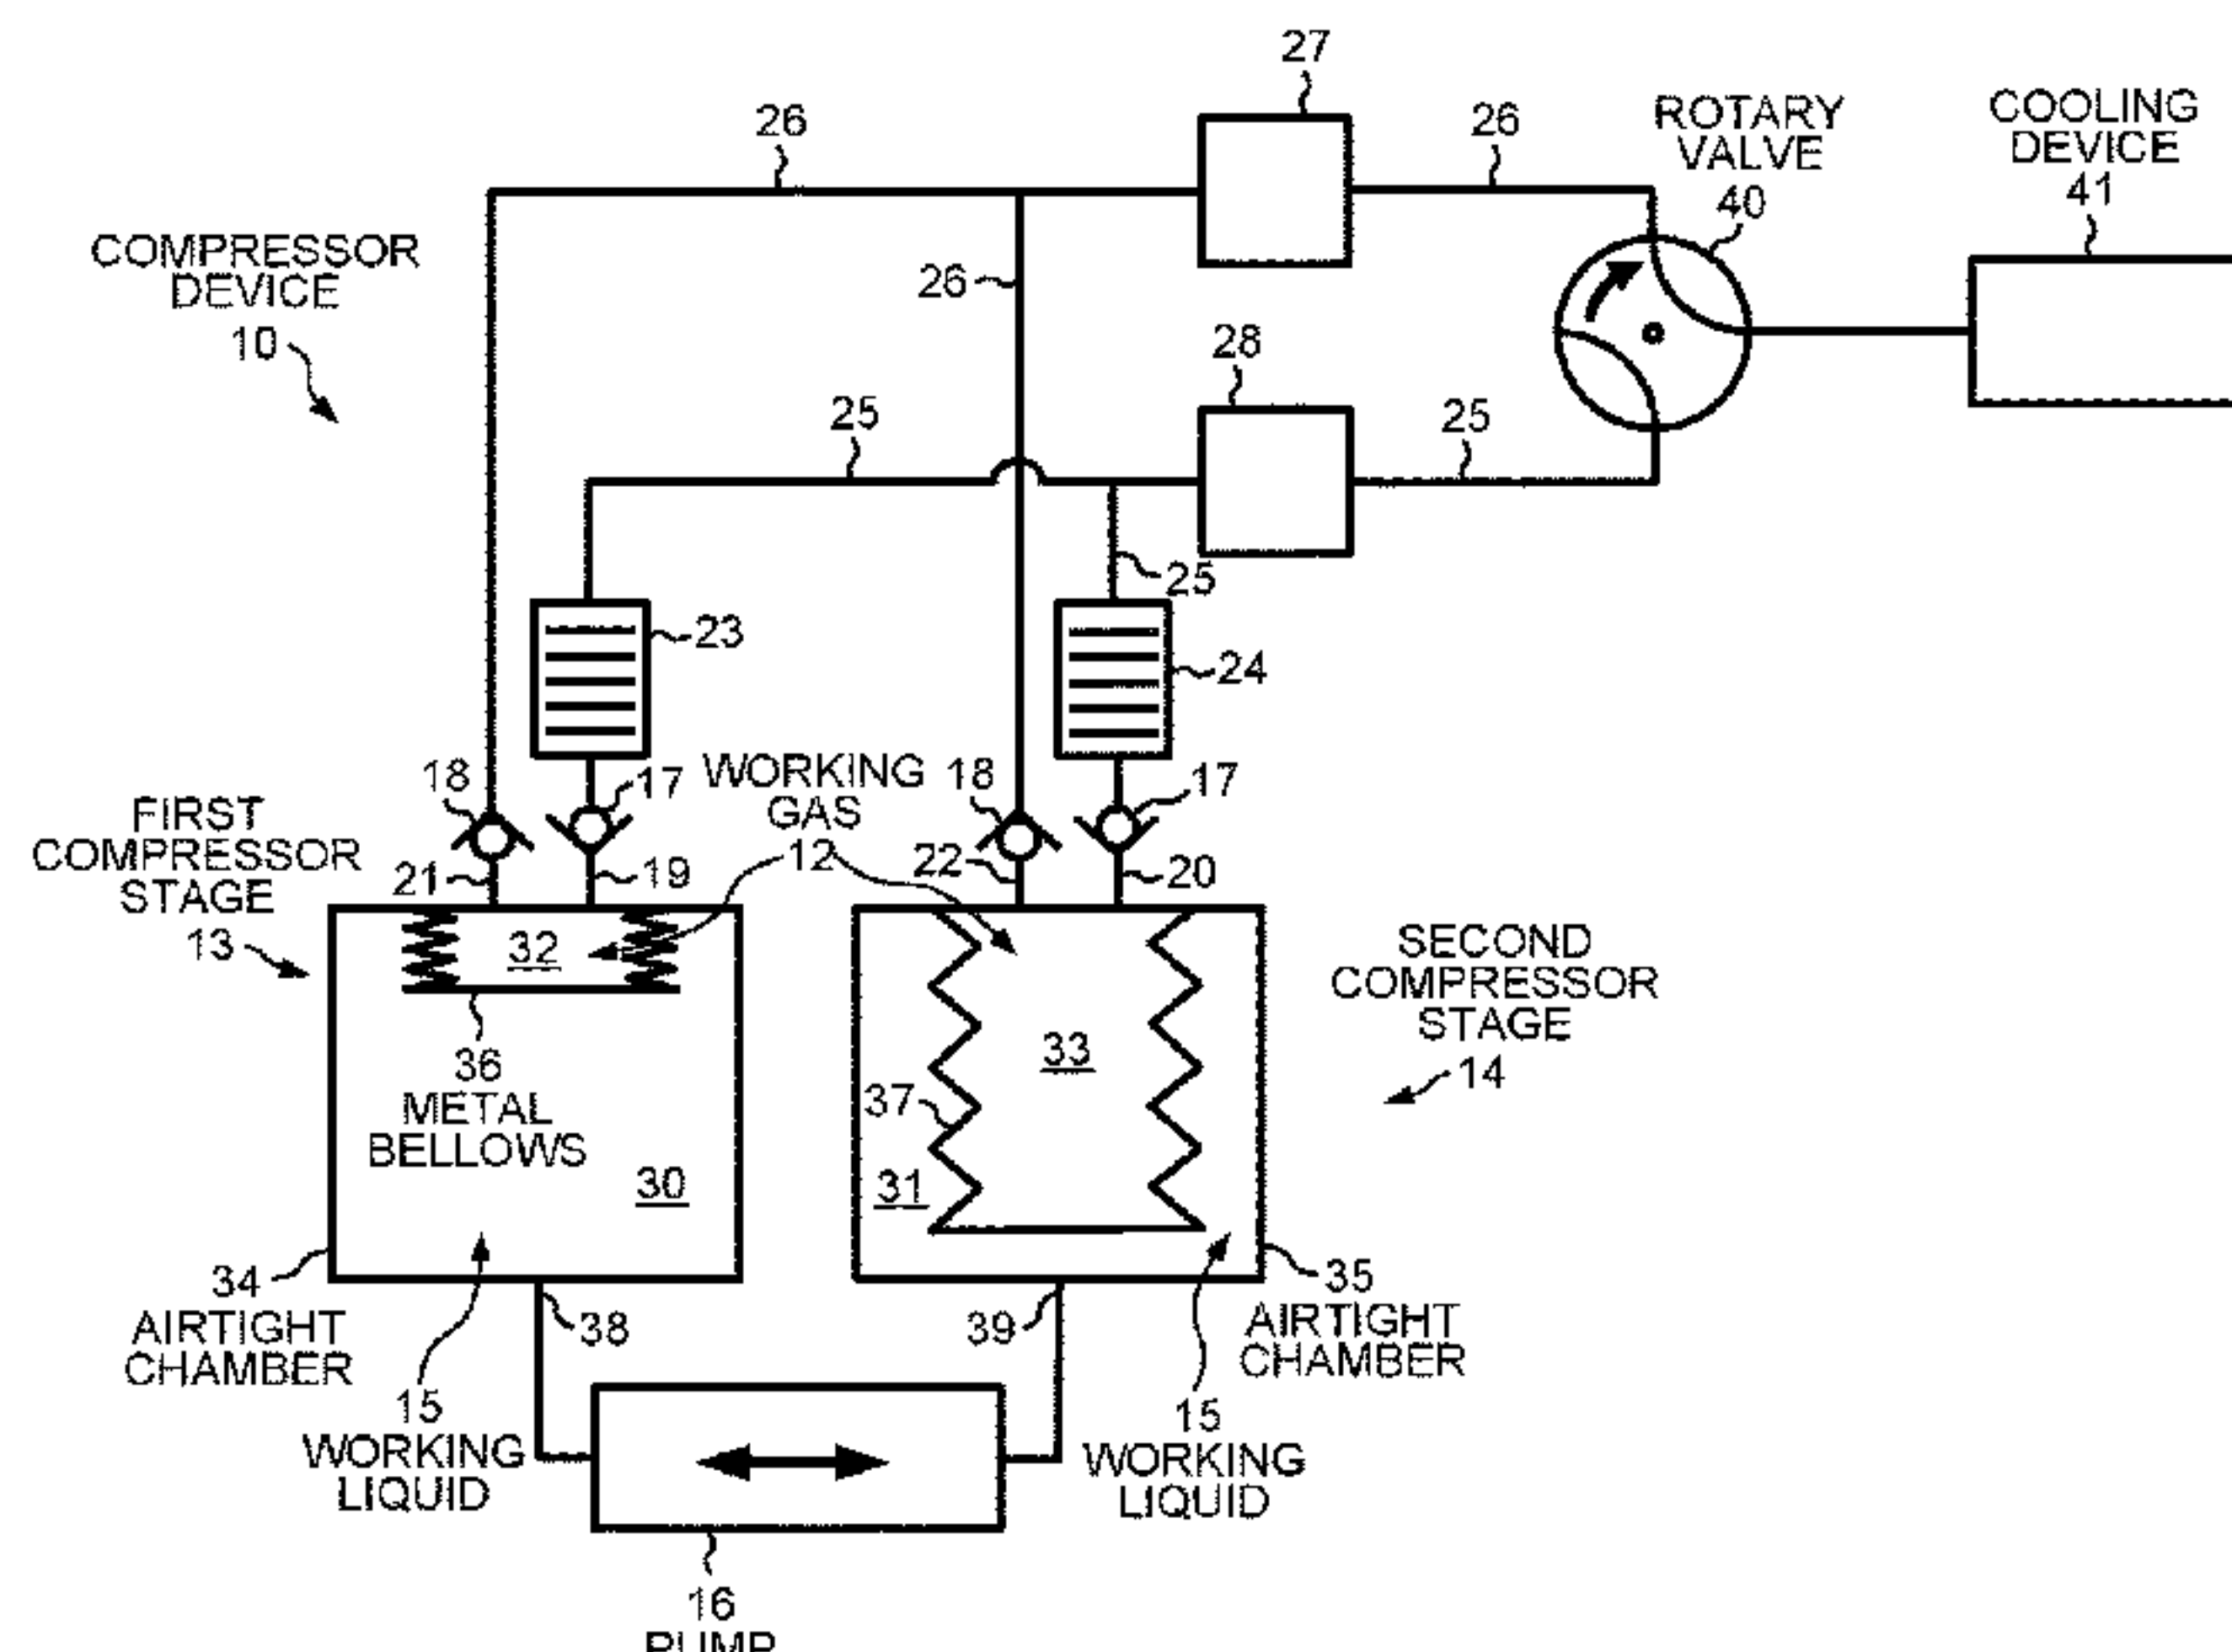 27
26
26
ROTARY
VALVE
40
COOLING
DEVICE
41
COMPRESSOR
DEVICE
10
26
28
25
25
25
23
24
18
17
WORKING
GAS
12
18
17
FIRST
COMPRESSOR
STAGE
13
21
19
22
20
32
SECOND
COMPRESSOR
STAGE
14
33
36
METAL
BELLOWS
37
30
31
34
AIRTIGHT
CHAMBER
38
39
35
AIRTIGHT
CHAMBER
15
WORKING
LIQUID
15
WORKING
LIQUID
16
PUMP